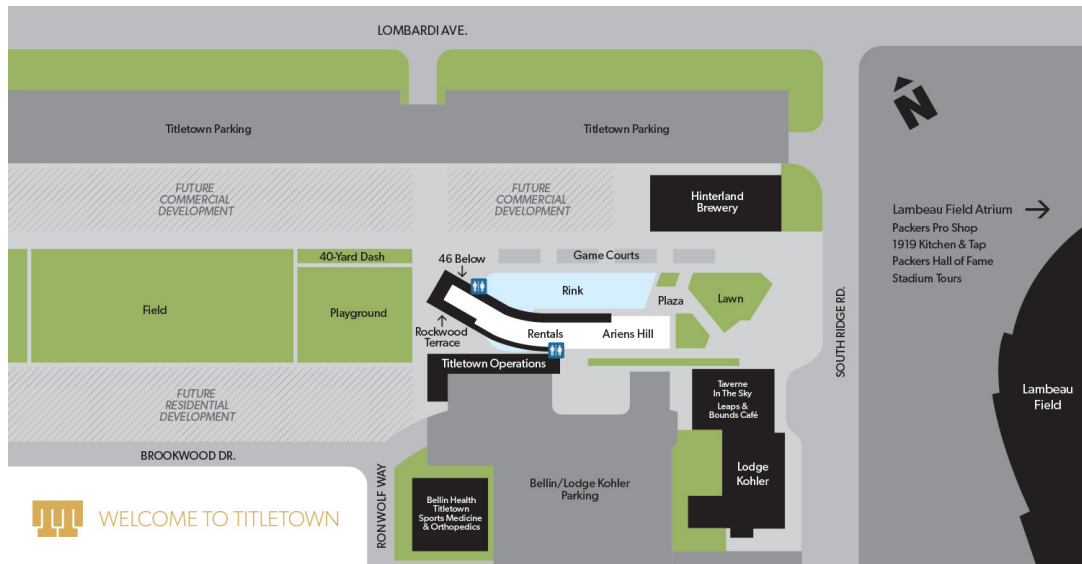 LOMBARDI AVE.
Titletown Parking
Titletown Parking
FUTURE
COMMERCIAL
DEVELOPMENT
FUTURE
COMMERCIAL
DEVELOPMENT
Hinterland
Brewery
N
Lambeau Field Atrium
Packers Pro Shop
1919 Kitchen & Tap
Packers Hall of Fame
Stadium Tours
40-Yard Dash
46 Below
Game Courts
Field
Playground
Rink
Plaza
Lawn
Rockwood
Terrace
Rentals
Ariens Hill
Titletown Operations
SOUTH RIDGE RD.
Lambeau
Field
FUTURE
RESIDENTIAL
DEVELOPMENT
Taverne
In The Sky
Leaps &
Bounds Café
BROOKWOOD DR.
Lodge
Kohler
Bellin/Lodge Kohler
Parking
RON WOLF WAY
Bellin Health
Titletown
Sports Medicine
& Orthopedics
WELCOME TO TITLETOWN